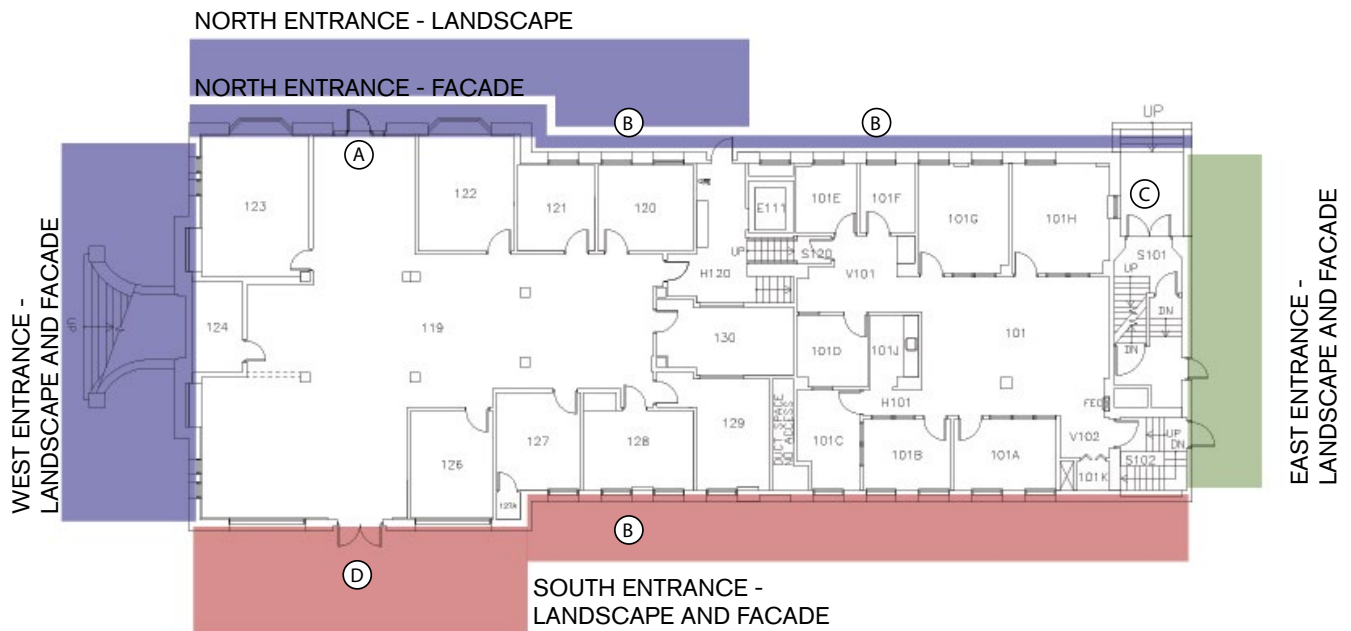 NORTH ENTRANCE - LANDSCAPE
NORTH ENTRANCE - FACADE
B
B
UP
A
123
122
121
120
E111
101E
101F
101G
101H
C
WEST ENTRANCE -
LANDSCAPE AND FACADE
EAST ENTRANCE -
LANDSCAPE AND FACADE
UP
S120
H120
V101
S101
UP
DN
DN
UP
124
119
130
101D
101J
101
H101
FEC
126
127
128
129
DUCT SPACE
NO ACCESS
101C
101B
101A
V102
UP
DN
S102
101K
127A
B
D
SOUTH ENTRANCE -
LANDSCAPE AND FACADE